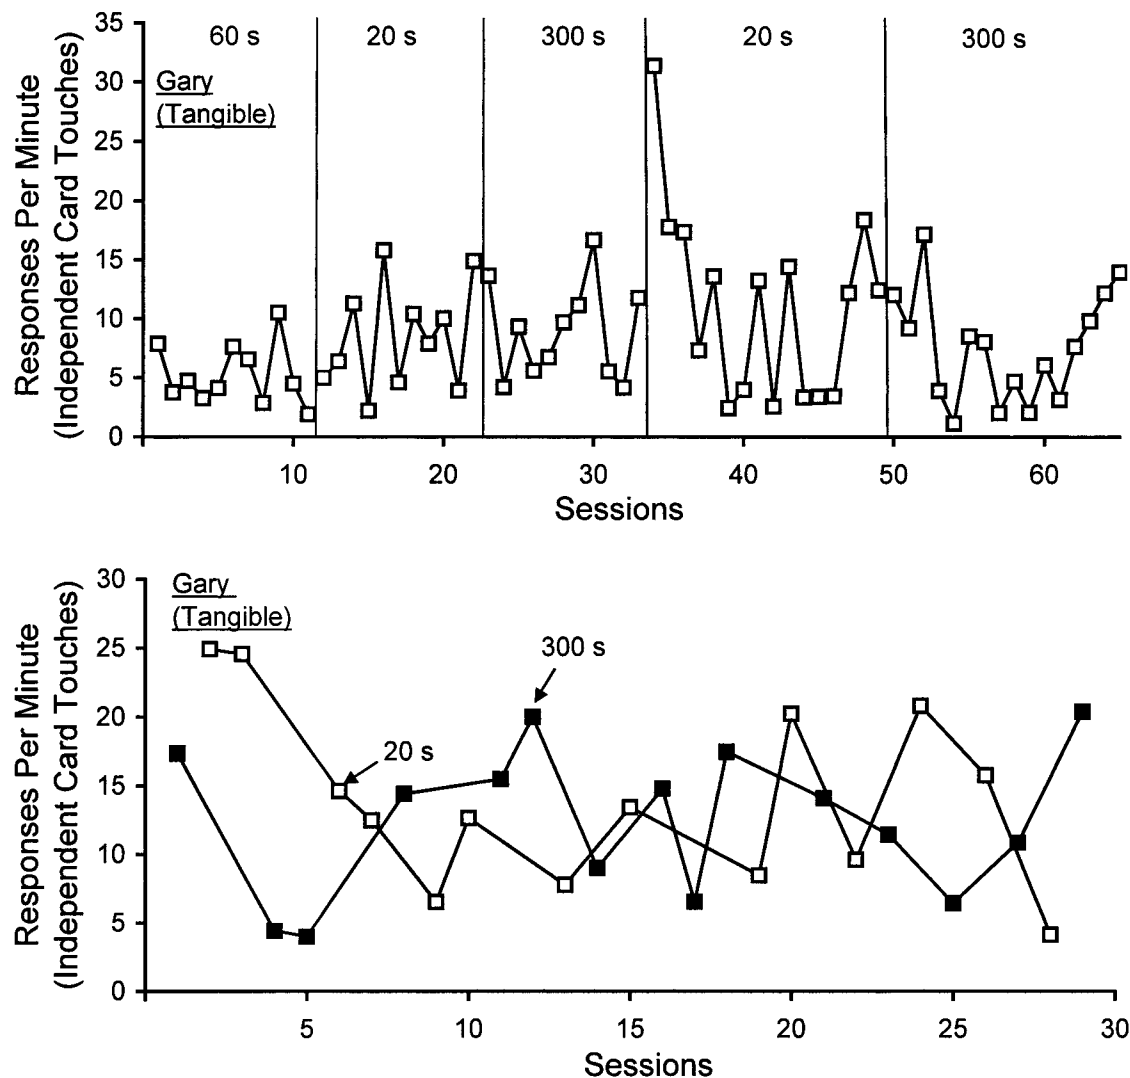 60 s 20 s 300 s 20 s 300 s
Gary
(Tangible)
Responses Per Minute
(Independent Card Touches)
35
30
25
20
15
10
5
0
10 20 30 40 50 60
Sessions
Gary
(Tangible)
300 s
20 s
Responses Per Minute
(Independent Card Touches)
30
25
20
15
10
5
0
5 10 15 20 25 30
Sessions